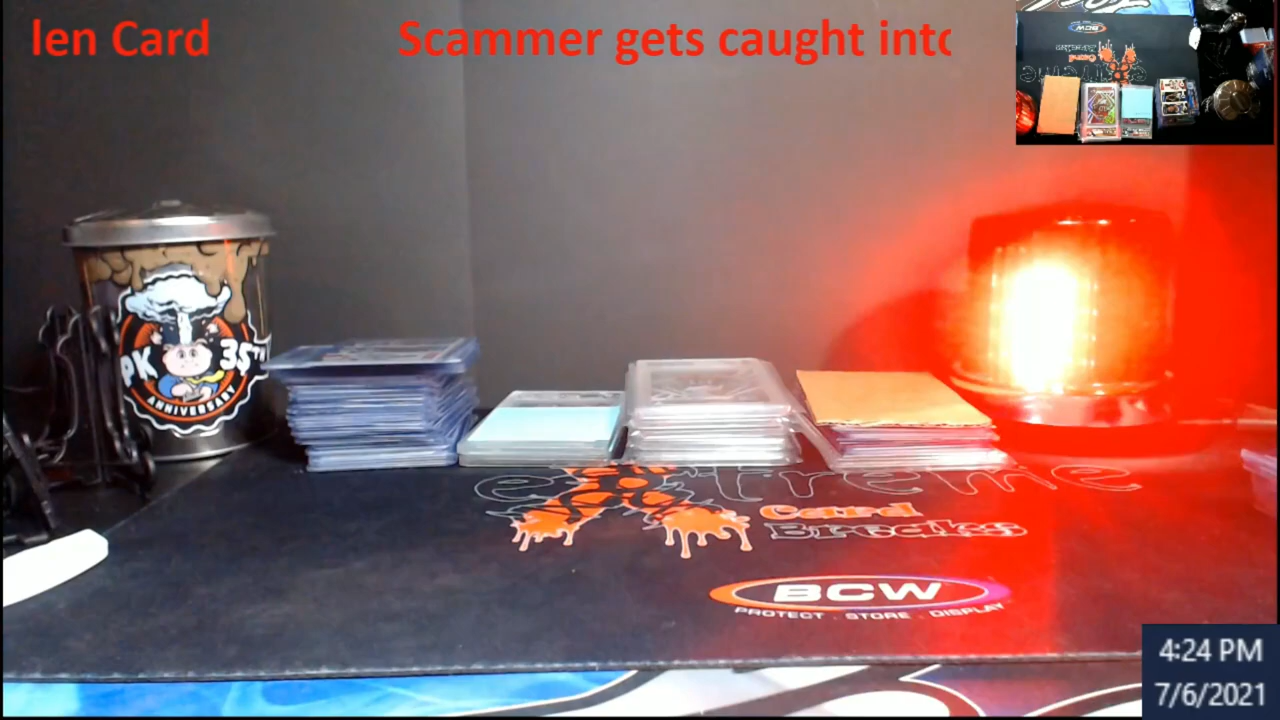 len Card
Scammer gets caught into
PK 35TH
ANNIVERSARY
extreme
Card
Breaks
BCW
PROTECT . STORE . DISPLAY
4:24 PM
7/6/2021